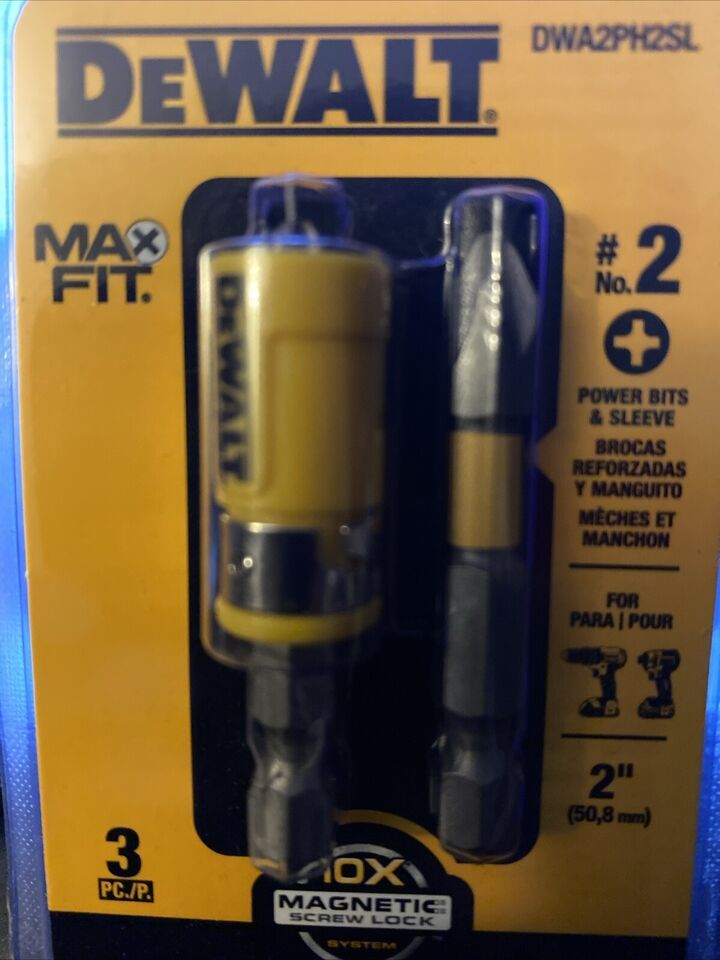 DEWALT®
DWA2PH2SL
MAX
FIT®
DEWALT
#
No. 2
POWER BITS
& SLEEVE
BROCAS
REFORZADAS
Y MANGUITO
MÈCHES ET
MANCHON
FOR
PARA | POUR
2"
(50,8 mm)
3
PC./P.
10X
MAGNETIC
SCREW LOCK
SYSTEM™